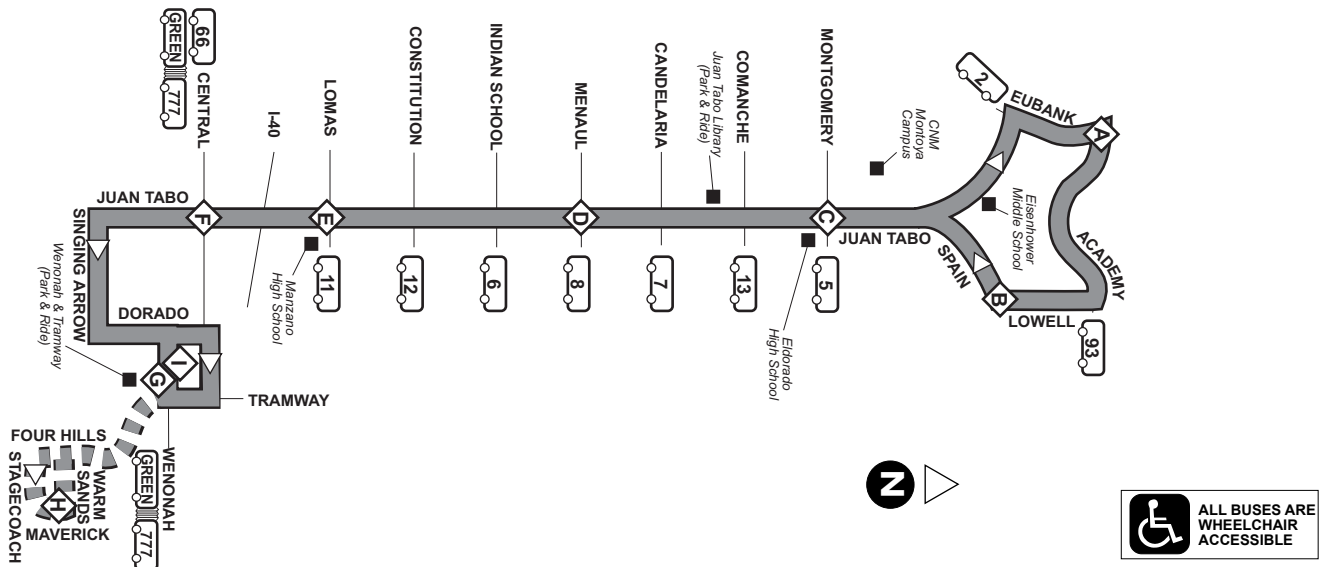 66
GREEN
777
CENTRAL
I-40
LOMAS
CONSTITUTION
INDIAN SCHOOL
MENAUL
CANDELARIA
Juan Tabo Library
(Park & Ride)
COMANCHE
MONTGOMERY
CNM
Montoya
Campus
2
EUBANK
A
Eisenhower
Middle School
ACADEMY
JUAN TABO
F
E
D
C
JUAN TABO
SPAIN
B
LOWELL
93
SINGING ARROW
Wenonah & Tramway
(Park & Ride)
DORADO
Manzano
High School
11
12
6
8
7
13
5
Eldorado
High School
I
G
TRAMWAY
FOUR HILLS
STAGECOACH
WARM
SANDS
H
MAVERICK
WENONAH
GREEN
777
N
ALL BUSES ARE
WHEELCHAIR
ACCESSIBLE